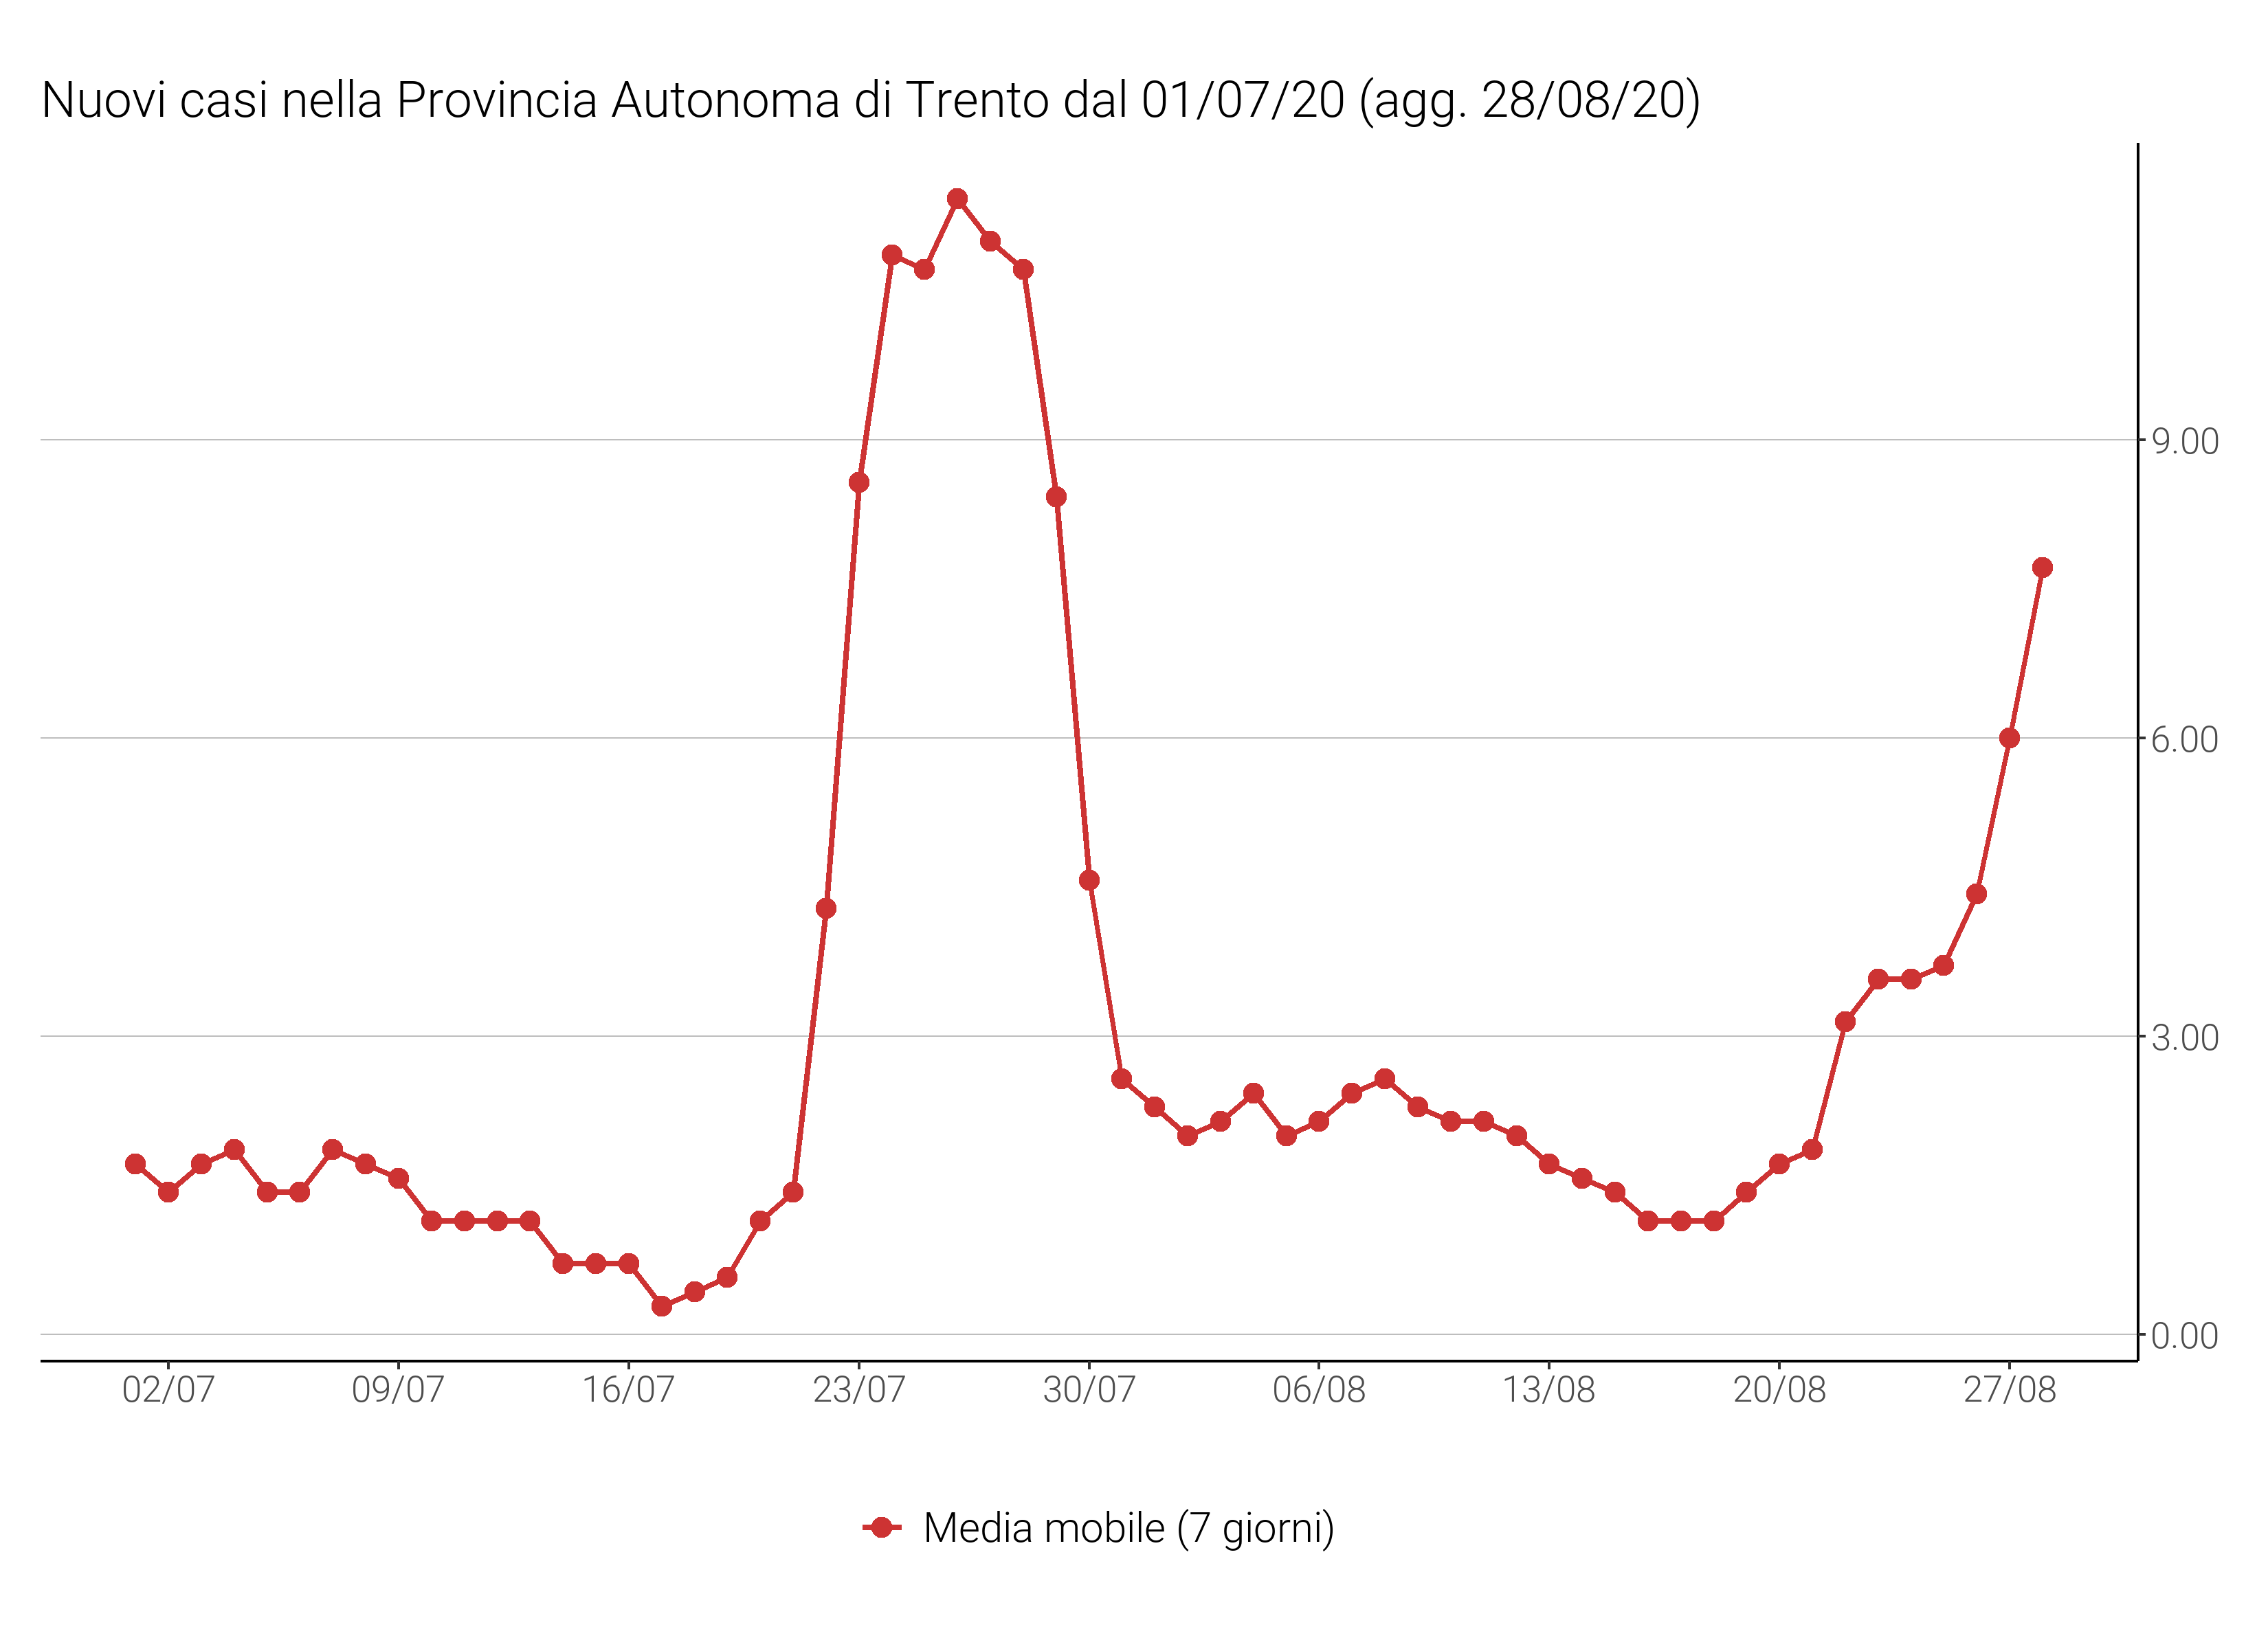 Nuovi casi nella Provincia Autonoma di Trento dal 01/07/20 (agg. 28/08/20)
9.00
6.00
3.00
0.00
02/07 09/07 16/07 23/07 30/07 06/08 13/08 20/08 27/08
Media mobile (7 giorni)